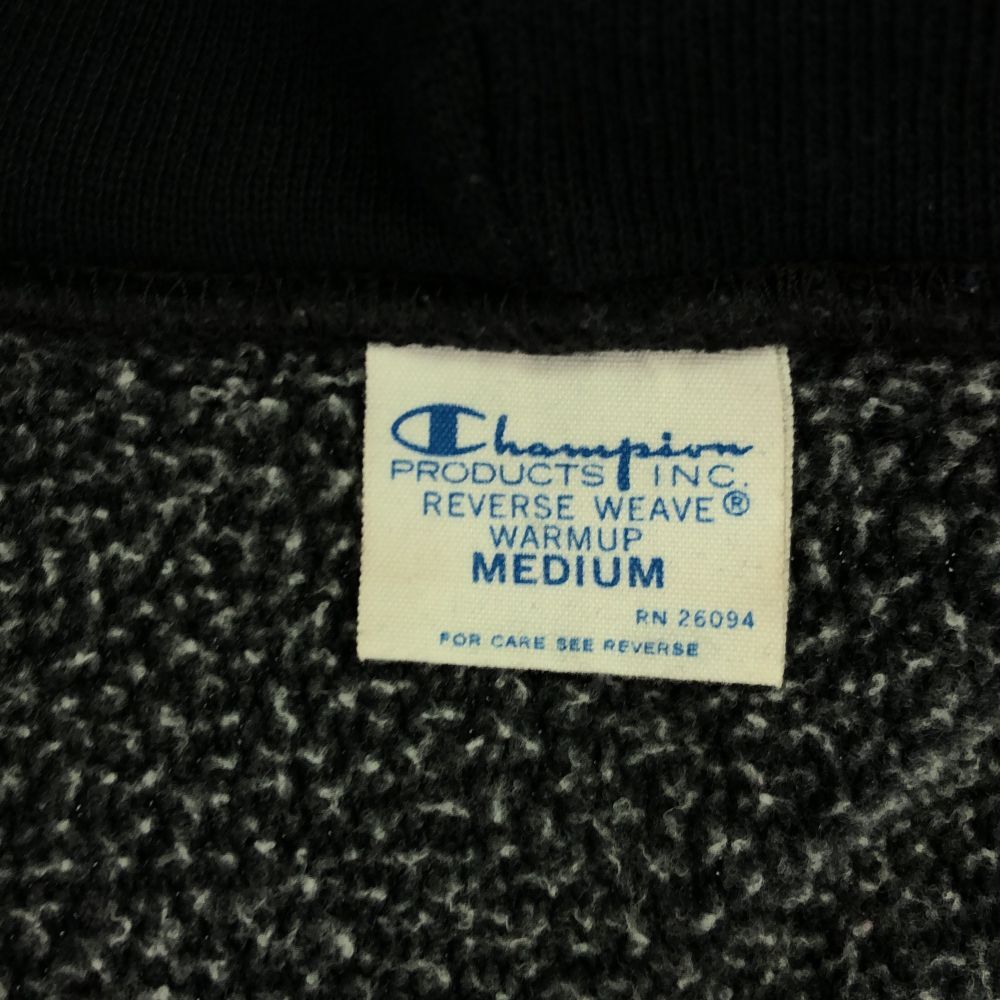 Champion
PRODUCTS INC.
REVERSE WEAVE®
WARMUP
MEDIUM
RN 26094
FOR CARE SEE REVERSE